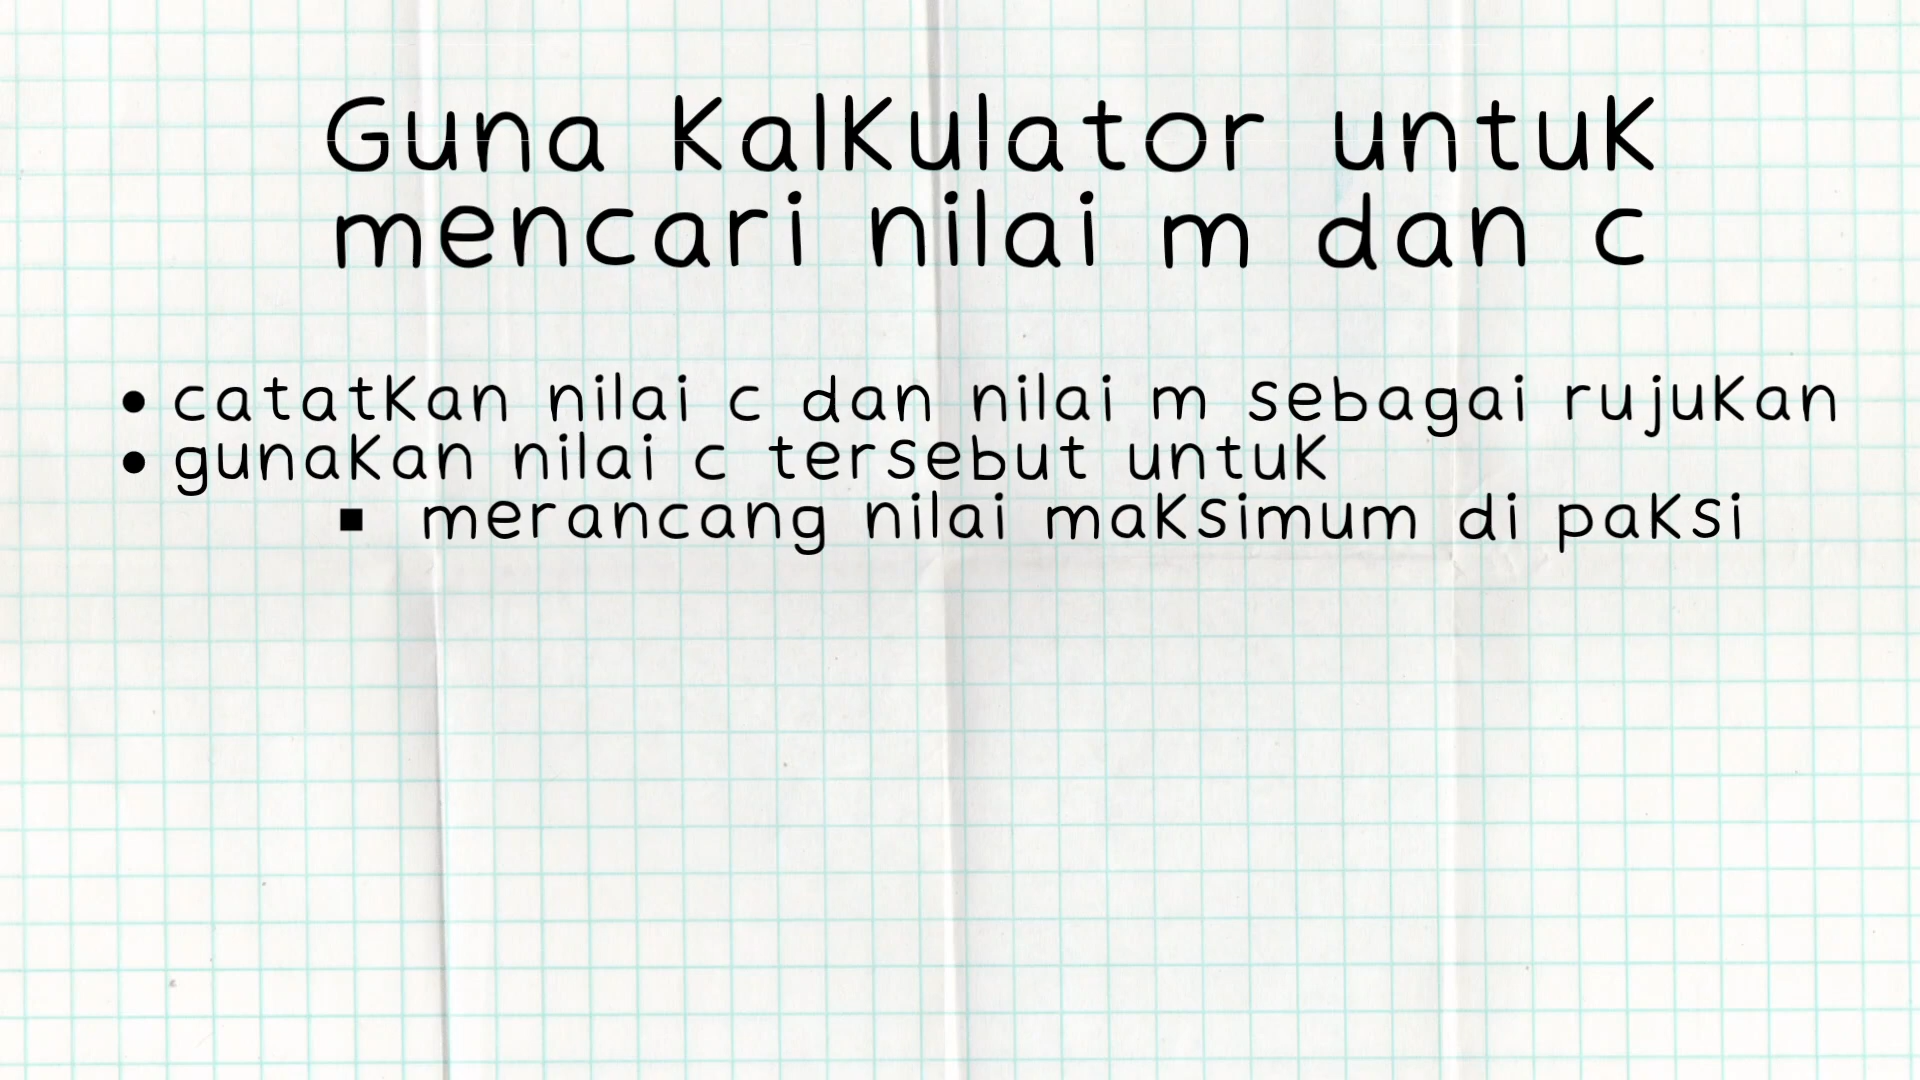 Guna Kalkulator untuk
mencari nilai m dan c
• catatkan nilai c dan nilai m sebagai rujukan
• gunakan nilai c tersebut untuk
▪ merancang nilai maksimum di paksi